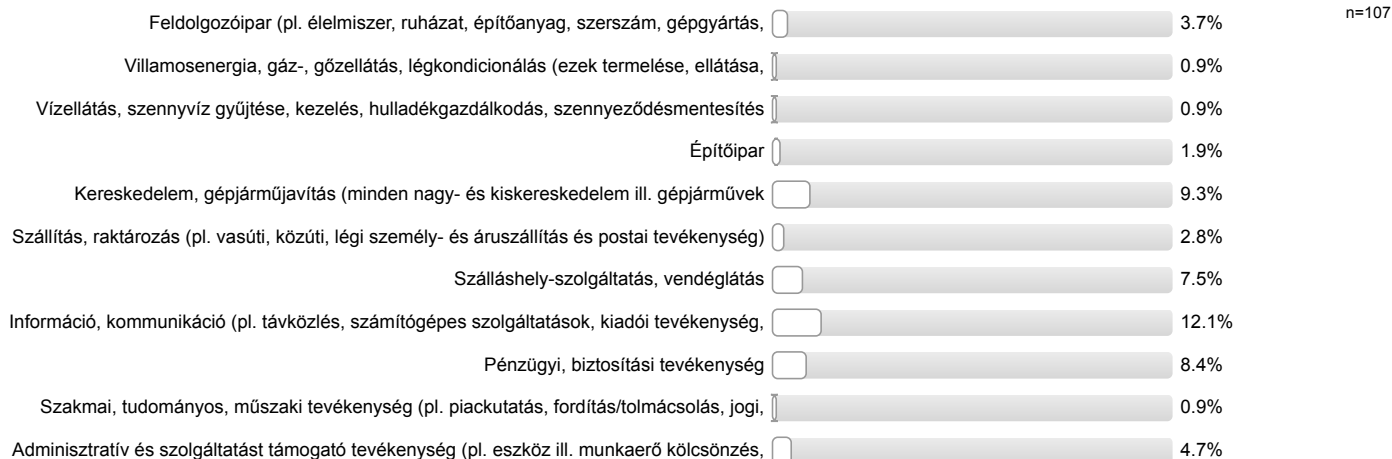 n=107
Feldolgozóipar (pl. élelmiszer, ruházat, építőanyag, szerszám, gépgyártás, 3.7%
Villamosenergia, gáz-, gőzellátás, légkondicionálás (ezek termelése, ellátása, 0.9%
Vízellátás, szennyvíz gyűjtése, kezelés, hulladékgazdálkodás, szennyeződésmentesítés 0.9%
Építőipar 1.9%
Kereskedelem, gépjárműjavítás (minden nagy- és kiskereskedelem ill. gépjárművek 9.3%
Szállítás, raktározás (pl. vasúti, közúti, légi személy- és áruszállítás és postai tevékenység) 2.8%
Szálláshely-szolgáltatás, vendéglátás 7.5%
Információ, kommunikáció (pl. távközlés, számítógépes szolgáltatások, kiadói tevékenység, 12.1%
Pénzügyi, biztosítási tevékenység 8.4%
Szakmai, tudományos, műszaki tevékenység (pl. piackutatás, fordítás/tolmácsolás, jogi, 0.9%
Adminisztratív és szolgáltatást támogató tevékenység (pl. eszköz ill. munkaerő kölcsönzés, 4.7%